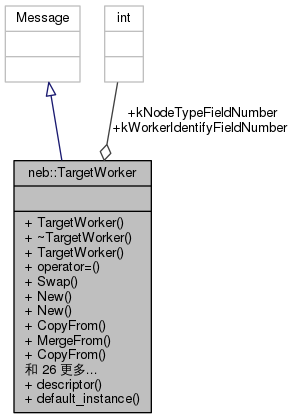 Message
int
+kNodeTypeFieldNumber
+kWorkerIdentifyFieldNumber
neb::TargetWorker
+ TargetWorker()
+ ~TargetWorker()
+ TargetWorker()
+ operator=()
+ Swap()
+ New()
+ New()
+ CopyFrom()
+ MergeFrom()
+ CopyFrom()
和 26 更多...
+ descriptor()
+ default_instance()